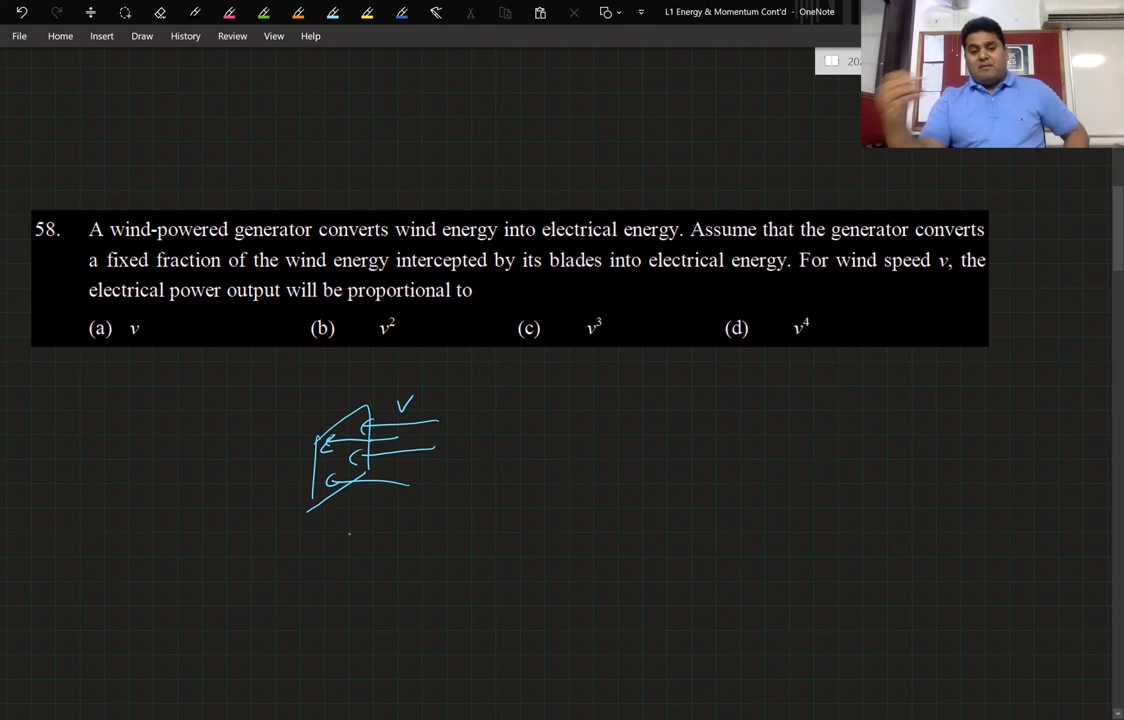 L1 Energy & Momentum Cont'd - OneNote
File Home Insert Draw History Review View Help
58. A wind-powered generator converts wind energy into electrical energy. Assume that the generator converts
a fixed fraction of the wind energy intercepted by its blades into electrical energy. For wind speed v, the
electrical power output will be proportional to
(a) v (b) v² (c) v³ (d) v⁴
v